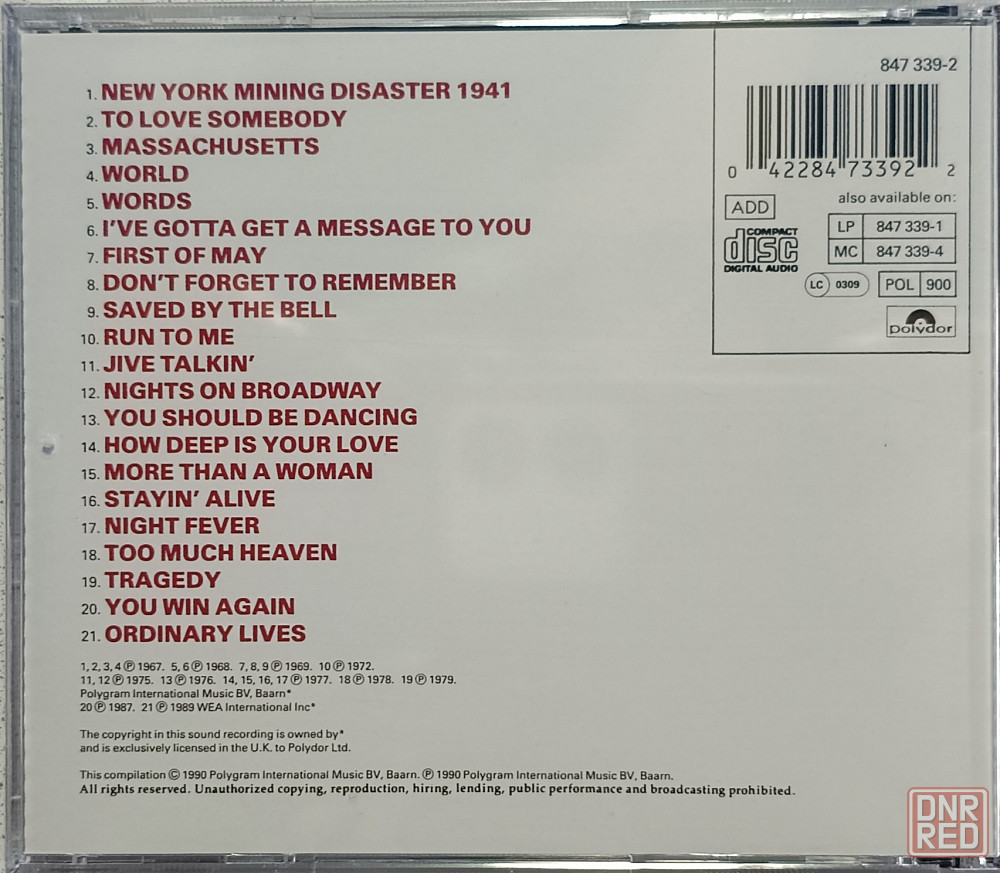 1. NEW YORK MINING DISASTER 1941
2. TO LOVE SOMEBODY
3. MASSACHUSETTS
4. WORLD
5. WORDS
6. I'VE GOTTA GET A MESSAGE TO YOU
7. FIRST OF MAY
8. DON'T FORGET TO REMEMBER
9. SAVED BY THE BELL
10. RUN TO ME
11. JIVE TALKIN'
12. NIGHTS ON BROADWAY
13. YOU SHOULD BE DANCING
14. HOW DEEP IS YOUR LOVE
15. MORE THAN A WOMAN
16. STAYIN' ALIVE
17. NIGHT FEVER
18. TOO MUCH HEAVEN
19. TRAGEDY
20. YOU WIN AGAIN
21. ORDINARY LIVES
1, 2, 3, 4 ℗ 1967. 5, 6 ℗ 1968. 7, 8, 9 ℗ 1969. 10 ℗ 1972.
11, 12 ℗ 1975. 13 ℗ 1976. 14, 15, 16, 17 ℗ 1977. 18 ℗ 1978. 19 ℗ 1979.
Polygram International Music BV, Baarn*
20 ℗ 1987. 21 ℗ 1989 WEA International Inc*
The copyright in this sound recording is owned by*
and is exclusively licensed in the U.K. to Polydor Ltd.
This compilation © 1990 Polygram International Music BV, Baarn. ℗ 1990 Polygram International Music BV, Baarn.
All rights reserved. Unauthorized copying, reproduction, hiring, lending, public performance and broadcasting prohibited.
847 339-2
0 42284 73392 2
also available on:
ADD
LP 847 339-1
MC 847 339-4
COMPACT
disc
DIGITAL AUDIO
LC 0309
POL 900
polydor
DNR
RED